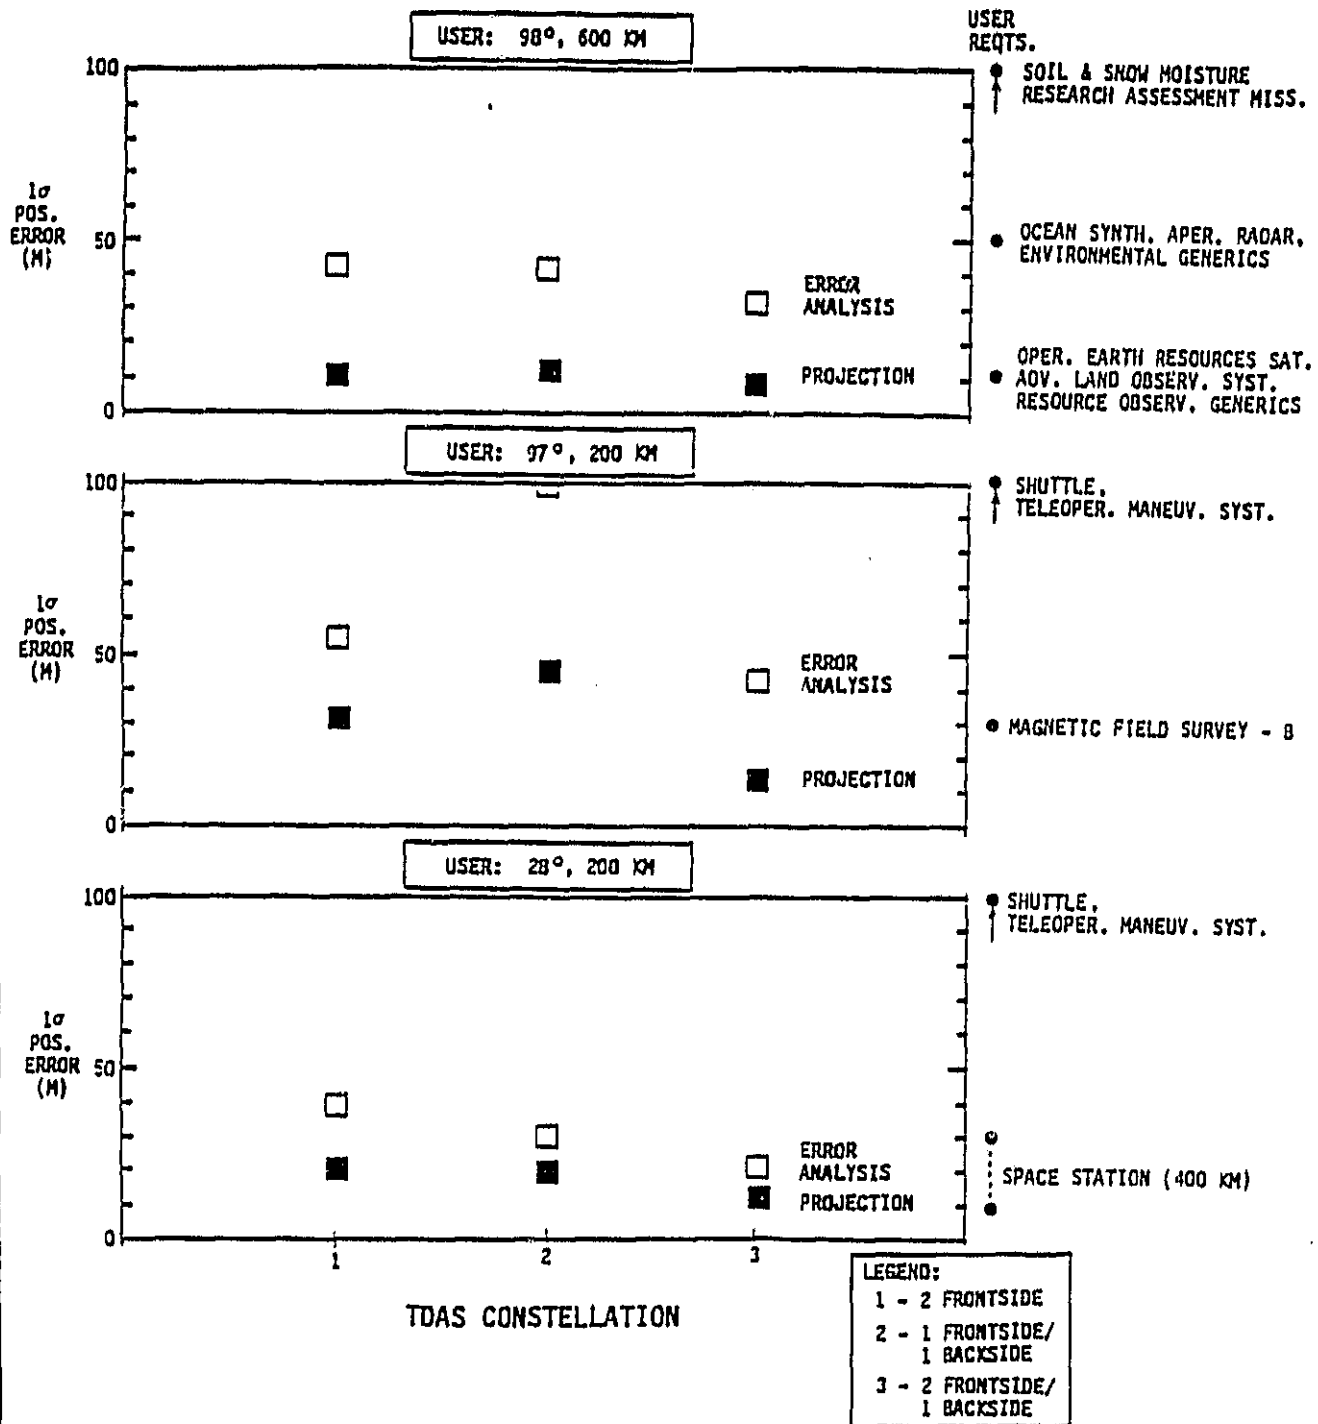 USER: 98°, 600 KM
USER
REQTS.
100
50
0
1σ
POS.
ERROR
(M)
ERROR
ANALYSIS
PROJECTION
SOIL & SNOW MOISTURE
RESEARCH ASSESSMENT MISS.
OCEAN SYNTH. APER. RADAR,
ENVIRONMENTAL GENERICS
OPER. EARTH RESOURCES SAT.
ADV. LAND OBSERV. SYST.
RESOURCE OBSERV. GENERICS
USER: 97°, 200 KM
100
50
0
1σ
POS.
ERROR
(M)
ERROR
ANALYSIS
PROJECTION
SHUTTLE,
TELEOPER. MANEUV. SYST.
MAGNETIC FIELD SURVEY - B
USER: 28°, 200 KM
100
50
0
1σ
POS.
ERROR
(M)
ERROR
ANALYSIS
PROJECTION
SHUTTLE,
TELEOPER. MANEUV. SYST.
SPACE STATION (400 KM)
1 2 3
TDAS CONSTELLATION
LEGEND:
1 - 2 FRONTSIDE
2 - 1 FRONTSIDE/
1 BACKSIDE
3 - 2 FRONTSIDE/
1 BACKSIDE